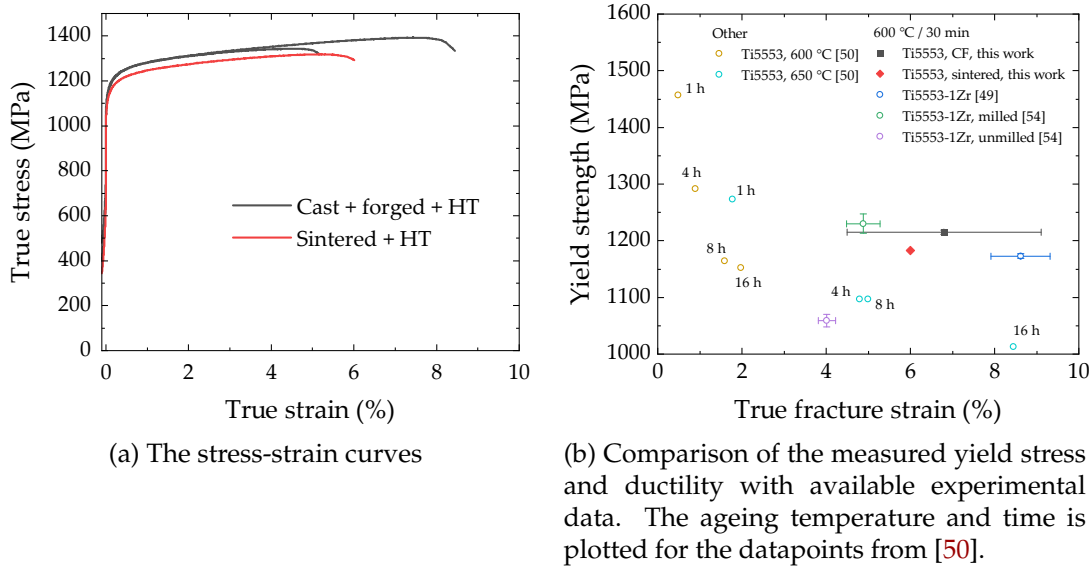 1400
1200
1000
800
600
400
200
0
True stress (MPa)
Cast + forged + HT
Sintered + HT
0 2 4 6 8 10
True strain (%)
(a) The stress-strain curves
1600
1500
1400
1300
1200
1100
1000
Yield strength (MPa)
Other
Ti5553, 600 °C [50]
Ti5553, 650 °C [50]
600 °C / 30 min
Ti5553, CF, this work
Ti5553, sintered, this work
Ti5553-1Zr [49]
Ti5553-1Zr, milled [54]
Ti5553-1Zr, unmilled [54]
1 h
4 h
1 h
8 h
16 h
4 h
8 h
16 h
0 2 4 6 8 10
True fracture strain (%)
(b) Comparison of the measured yield stress
and ductility with available experimental
data. The ageing temperature and time is
plotted for the datapoints from [50].